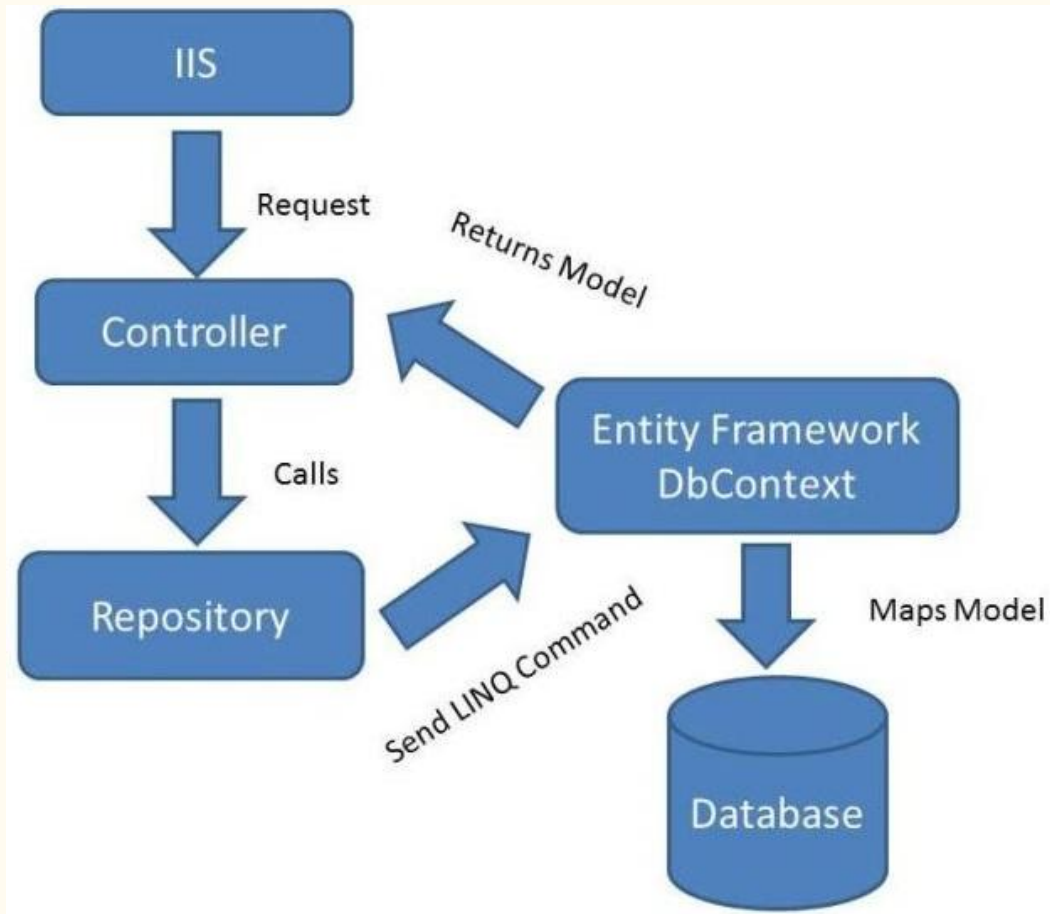 IIS
Request
Returns Model
Controller
Entity Framework
DbContext
Calls
Repository
Send LINQ Command
Maps Model
Database